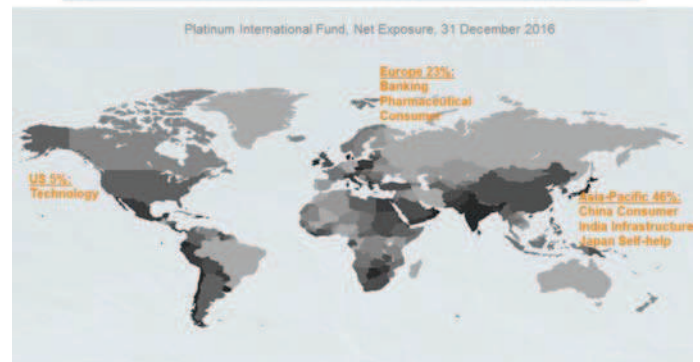 Platinum International Fund, Net Exposure, 31 December 2016
Europe 23%:
Banking
Pharmaceutical
Consumer
US 5%:
Technology
Asia-Pacific 46%:
China Consumer
India Infrastructure
Japan Self-help